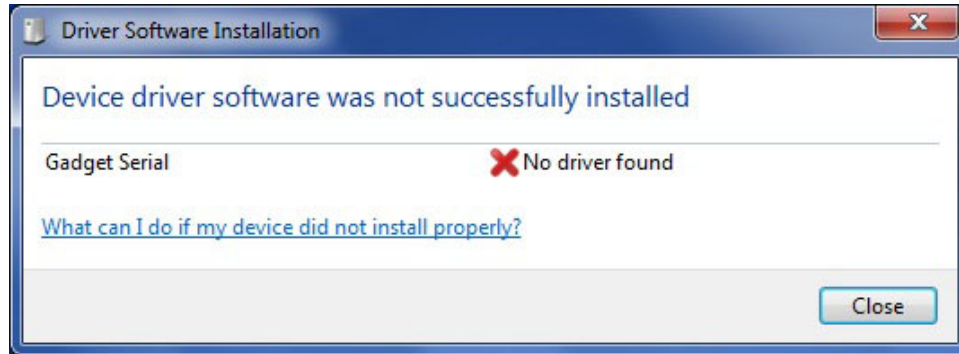 Driver Software Installation
Device driver software was not successfully installed
Gadget Serial No driver found
What can I do if my device did not install properly?
Close